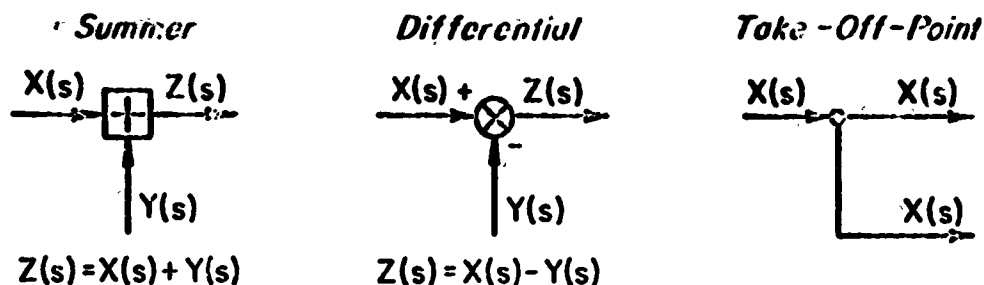 Summer
X(s) Z(s)
+
Y(s)
Z(s)=X(s)+Y(s)
Differential
X(s) + Z(s)
-
Y(s)
Z(s)=X(s)-Y(s)
Take-Off-Point
X(s) X(s)
X(s)